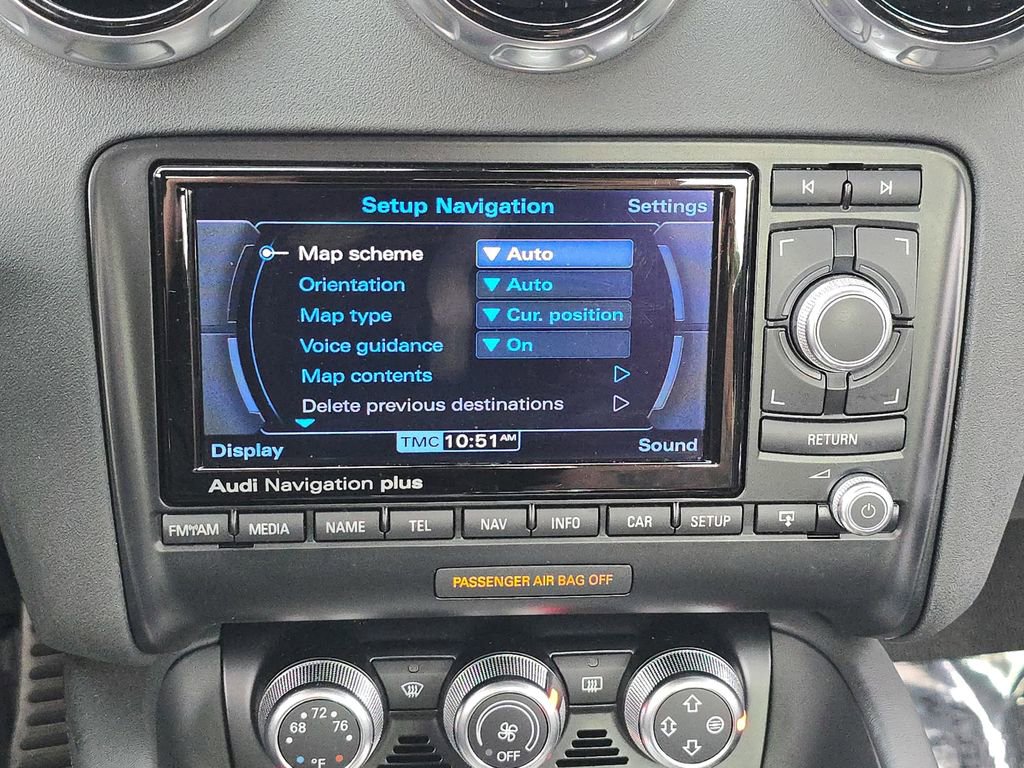 Setup Navigation Settings
Map scheme Auto
Orientation Auto
Map type Cur. position
Voice guidance On
Map contents
Delete previous destinations
Display TMC 10:51 AM Sound
Audi Navigation plus
RETURN
FM/AM MEDIA NAME TEL NAV INFO CAR SETUP
PASSENGER AIR BAG OFF
68 72 76
°F
OFF